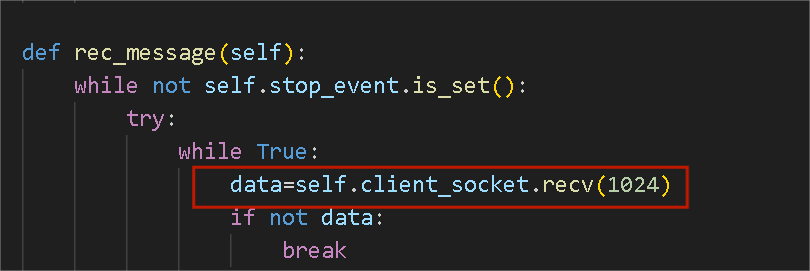 def rec_message(self):
while not self.stop_event.is_set():
try:
while True:
data=self.client_socket.recv(1024)
if not data:
break